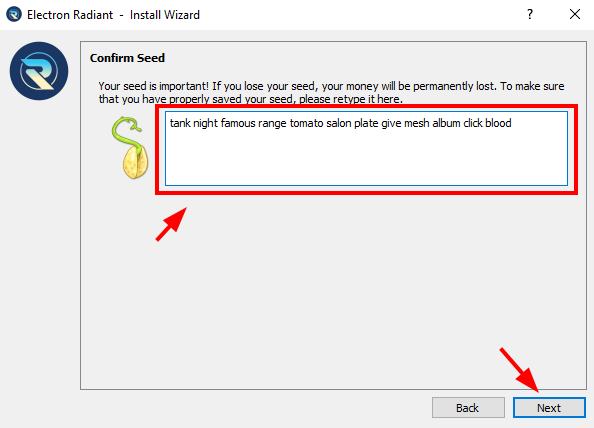 Electron Radiant - Install Wizard
Confirm Seed
Your seed is important! If you lose your seed, your money will be permanently lost. To make sure
that you have properly saved your seed, please retype it here.
tank night famous range tomato salon plate give mesh album click blood
Back
Next